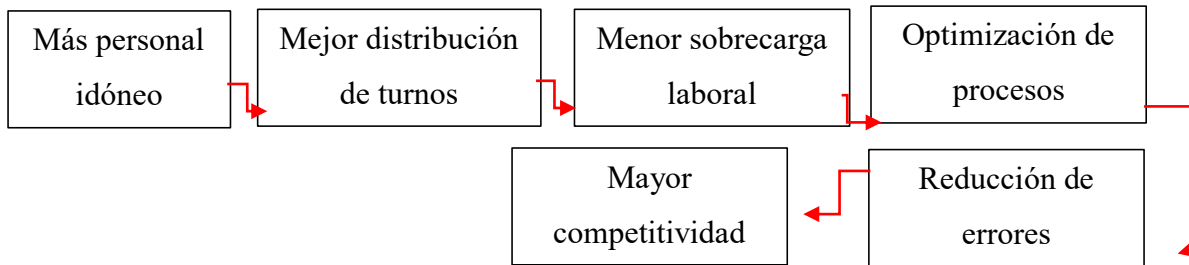 Más personal
idóneo
Mejor distribución
de turnos
Menor sobrecarga
laboral
Optimización de
procesos
Reducción de
errores
Mayor
competitividad